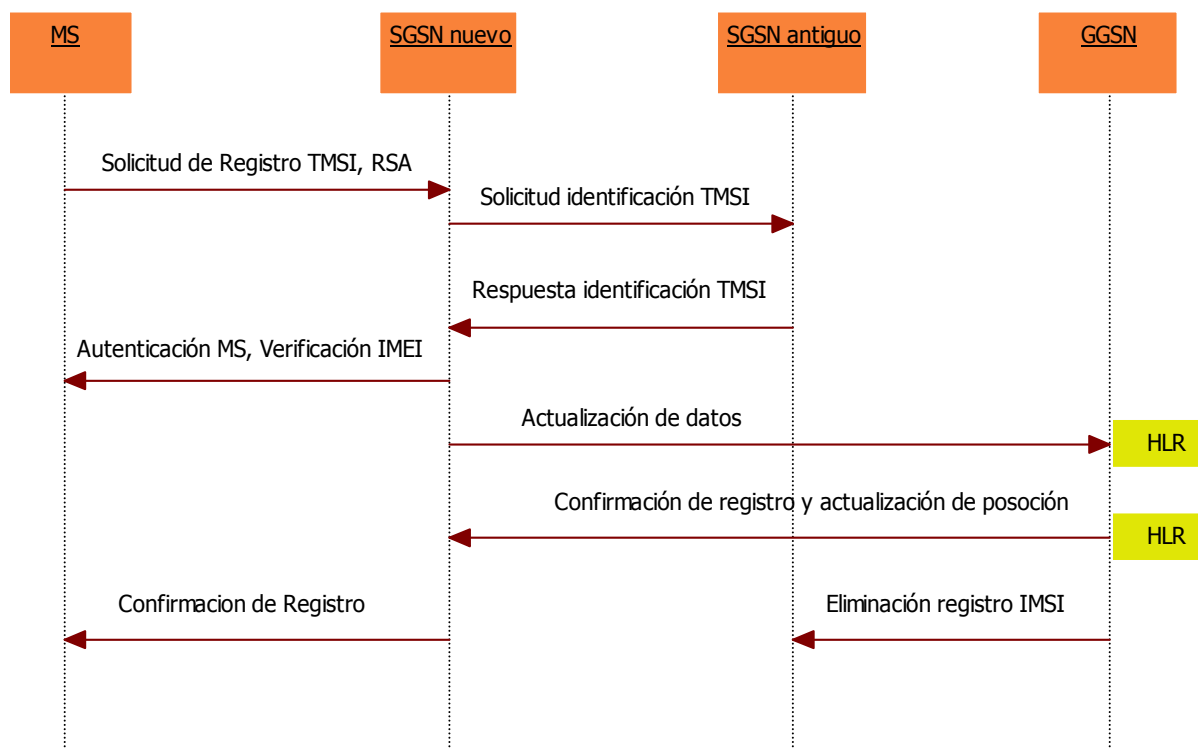 MS
SGSN nuevo
SGSN antiguo
GGSN
Solicitud de Registro TMSI, RSA
Solicitud identificación TMSI
Respuesta identificación TMSI
Autenticación MS, Verificación IMEI
Actualización de datos
HLR
Confirmación de registro y actualización de posoción
HLR
Confirmacion de Registro
Eliminación registro IMSI